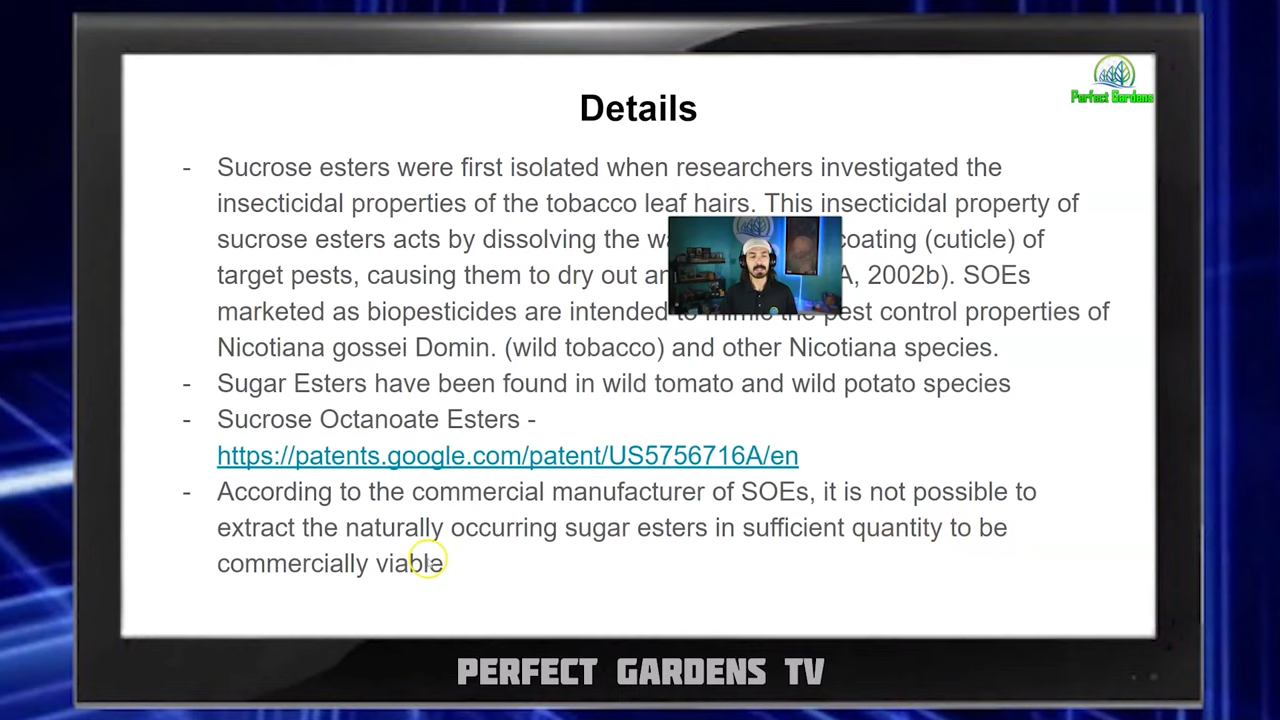 Perfect Gardens
Details
- Sucrose esters were first isolated when researchers investigated the
insecticidal properties of the tobacco leaf hairs. This insecticidal property of
sucrose esters acts by dissolving the coating (cuticle) of
target pests, causing them to dry out 2002b). SOEs
marketed as biopesticides are intended to mimic the pest control properties of
Nicotiana gossei Domin. (wild tobacco) and other Nicotiana species.
- Sugar Esters have been found in wild tomato and wild potato species
- Sucrose Octanoate Esters -
https://patents.google.com/patent/US5756716A/en
- According to the commercial manufacturer of SOEs, it is not possible to
extract the naturally occurring sugar esters in sufficient quantity to be
commercially viable
PERFECT GARDENS TV